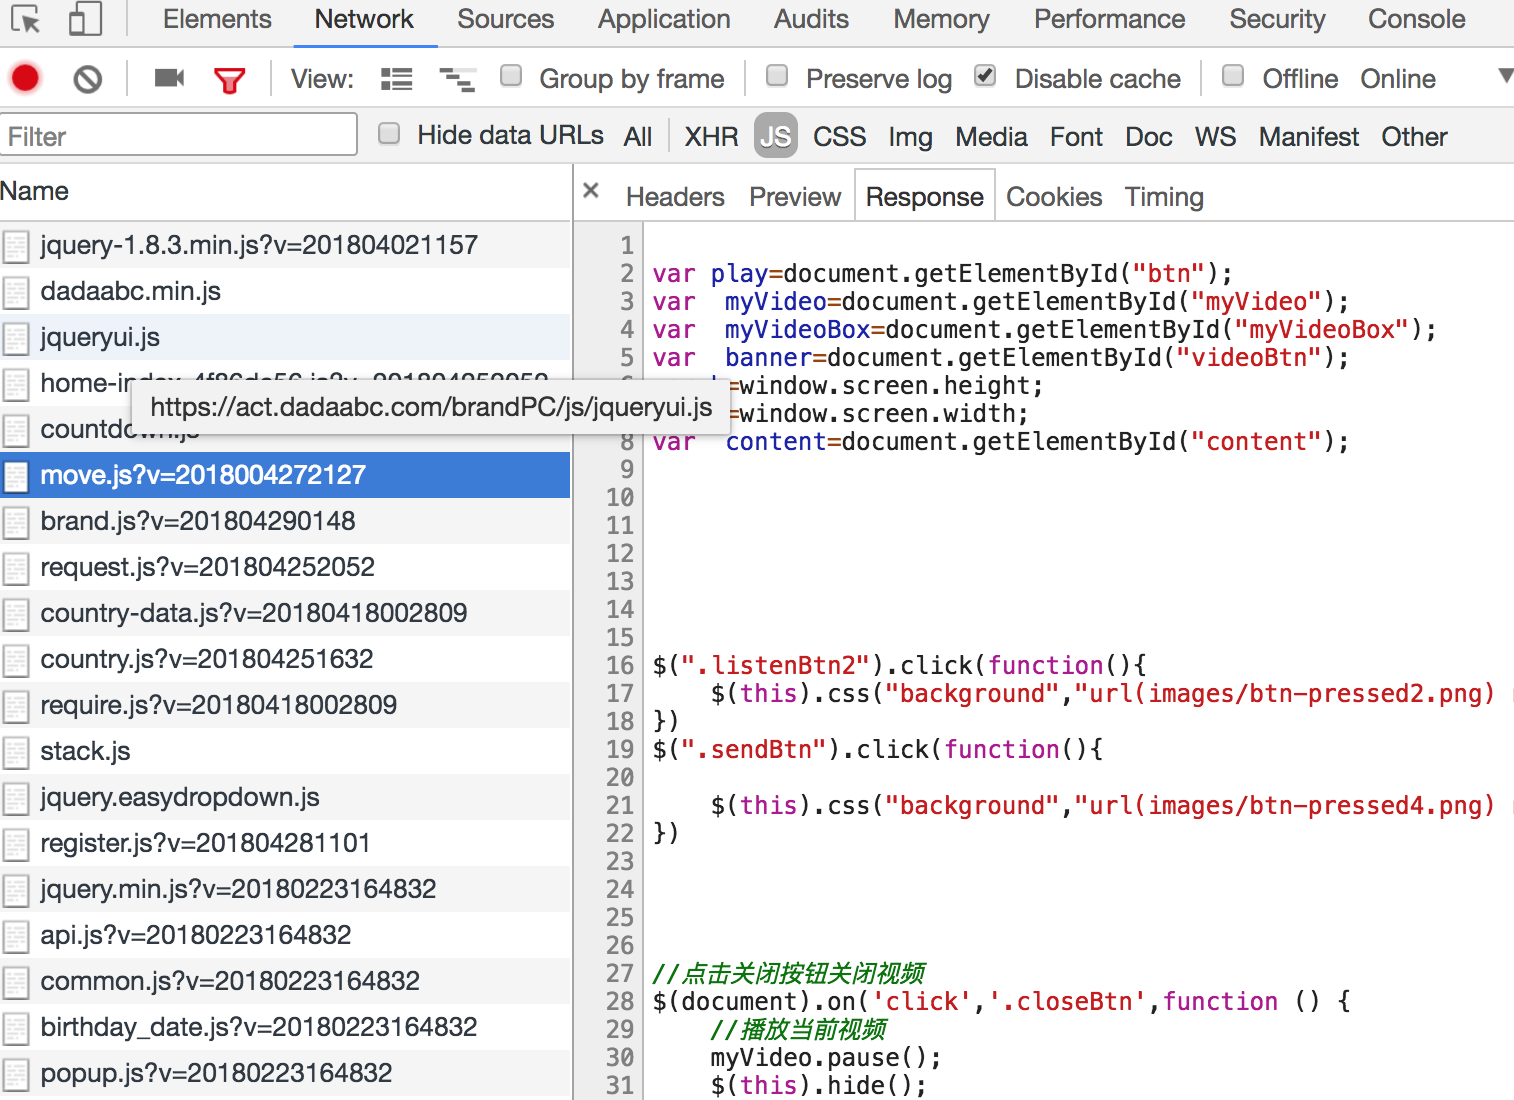 Elements Network Sources Application Audits Memory Performance Security Console
View: Group by frame Preserve log Disable cache Offline Online
Filter Hide data URLs All XHR JS CSS Img Media Font Doc WS Manifest Other
Name
jquery-1.8.3.min.js?v=201804021157
dadaabc.min.js
jqueryui.js
https://act.dadaabc.com/brandPC/js/jqueryui.js
move.js?v=2018004272127
brand.js?v=201804290148
request.js?v=201804252052
country-data.js?v=20180418002809
country.js?v=201804251632
require.js?v=20180418002809
stack.js
jquery.easydropdown.js
register.js?v=201804281101
jquery.min.js?v=20180223164832
api.js?v=20180223164832
common.js?v=20180223164832
birthday_date.js?v=20180223164832
popup.js?v=20180223164832
Headers Preview Response Cookies Timing
1
2 var play=document.getElementById("btn");
3 var myVideo=document.getElementById("myVideo");
4 var myVideoBox=document.getElementById("myVideoBox");
5 var banner=document.getElementById("videoBtn");
=window.screen.height;
=window.screen.width;
8 var content=document.getElementById("content");
9
10
11
12
13
14
15
16 $(".listenBtn2").click(function(){
17 $(this).css("background","url(images/btn-pressed2.png)
18 })
19 $(".sendBtn").click(function(){
20
21 $(this).css("background","url(images/btn-pressed4.png)
22 })
23
24
25
26
27 //点击关闭按钮关闭视频
28 $(document).on('click','.closeBtn',function () {
29 //播放当前视频
30 myVideo.pause();
31 $(this).hide();